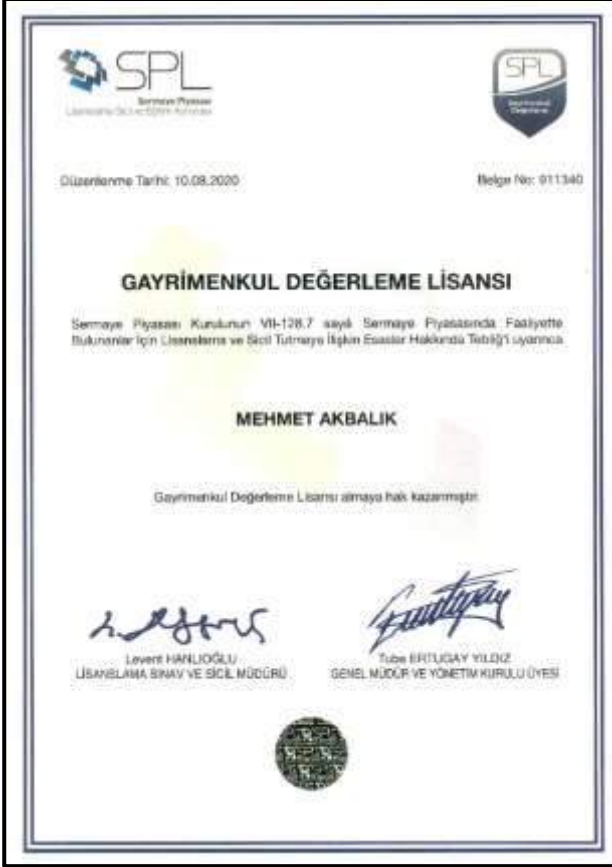 SPL
Sermaye Piyasası
Lisanslama Sicil ve Eğitim Kuruluşu
SPL
Gayrimenkul
Değerleme
Düzenlenme Tarihi: 10.08.2020
Belge No: 911340
GAYRİMENKUL DEĞERLEME LİSANSI
Sermaye Piyasası Kurulunun VII-128.7 sayılı Sermaye Piyasasında Faaliyette
Bulunanlar İçin Lisanslama ve Sicil Tutmaya İlişkin Esaslar Hakkında Tebliğ'i uyarınca
MEHMET AKBALIK
Gayrimenkul Değerleme Lisansı almaya hak kazanmıştır.
Levent HANLIOĞLU
LİSANSLAMA SINAV VE SİCİL MÜDÜRÜ
Tuba ERTUGAY YILDIZ
GENEL MÜDÜR VE YÖNETİM KURULU ÜYESİ